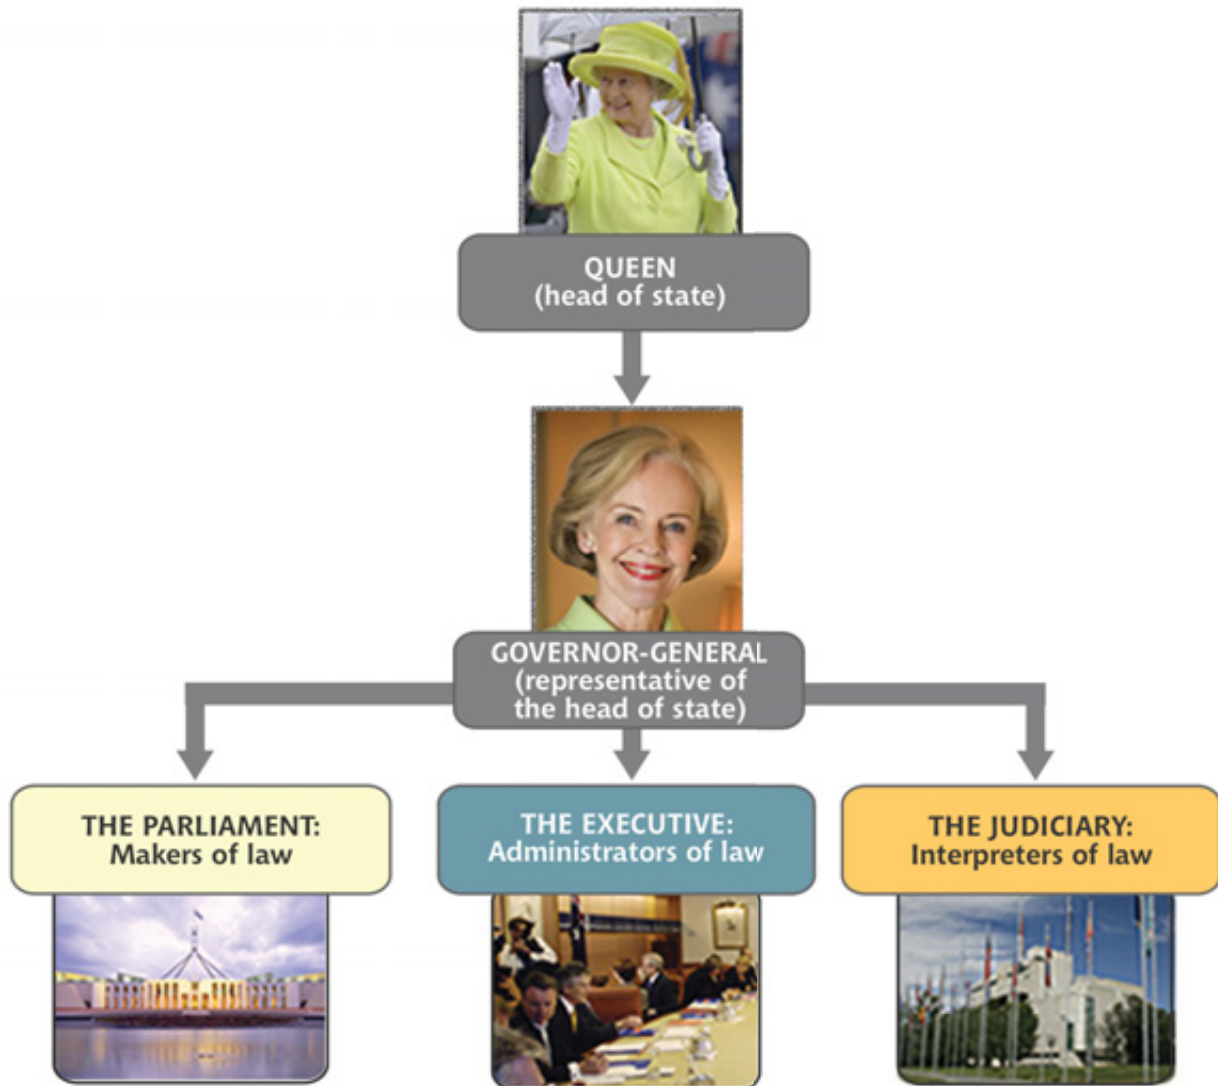 QUEEN
(head of state)
GOVERNOR-GENERAL
(representative of
the head of state)
THE PARLIAMENT:
Makers of law
THE EXECUTIVE:
Administrators of law
THE JUDICIARY:
Interpreters of law